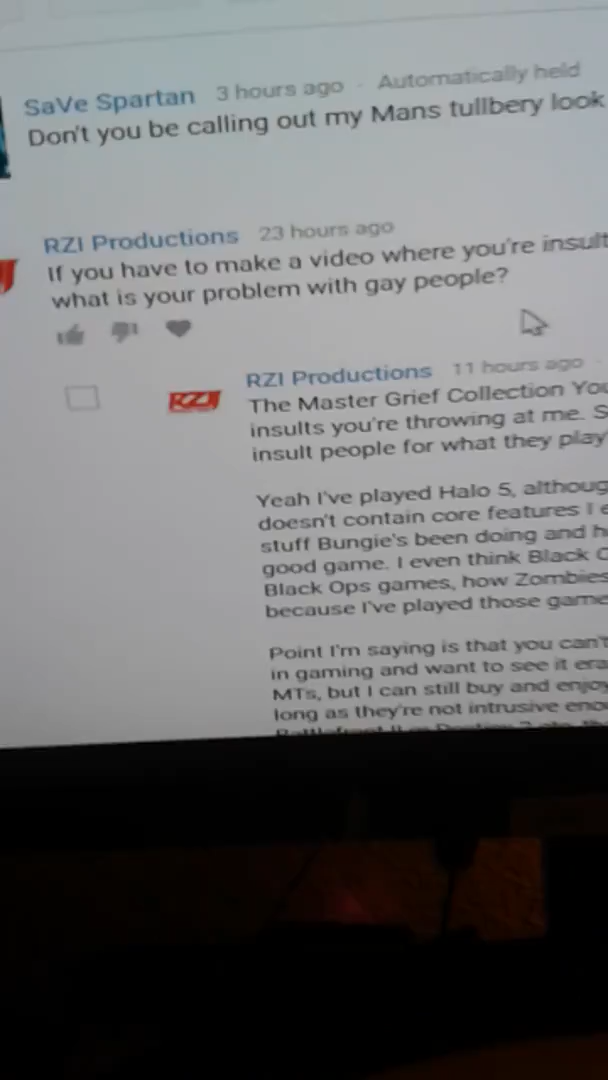 SaVe Spartan 3 hours ago · Automatically held
Don't you be calling out my Mans tullbery look
RZI Productions 23 hours ago
If you have to make a video where you're insult
what is your problem with gay people?
RZI
RZI Productions 11 hours ago
The Master Grief Collection You
insults you're throwing at me. S
insult people for what they play
Yeah I've played Halo 5, althoug
doesn't contain core features I e
stuff Bungie's been doing and h
good game. I even think Black O
Black Ops games, how Zombies
because I've played those game
Point I'm saying is that you can't
in gaming and want to see it era
MTs, but I can still buy and enjoy
long as they're not intrusive enou